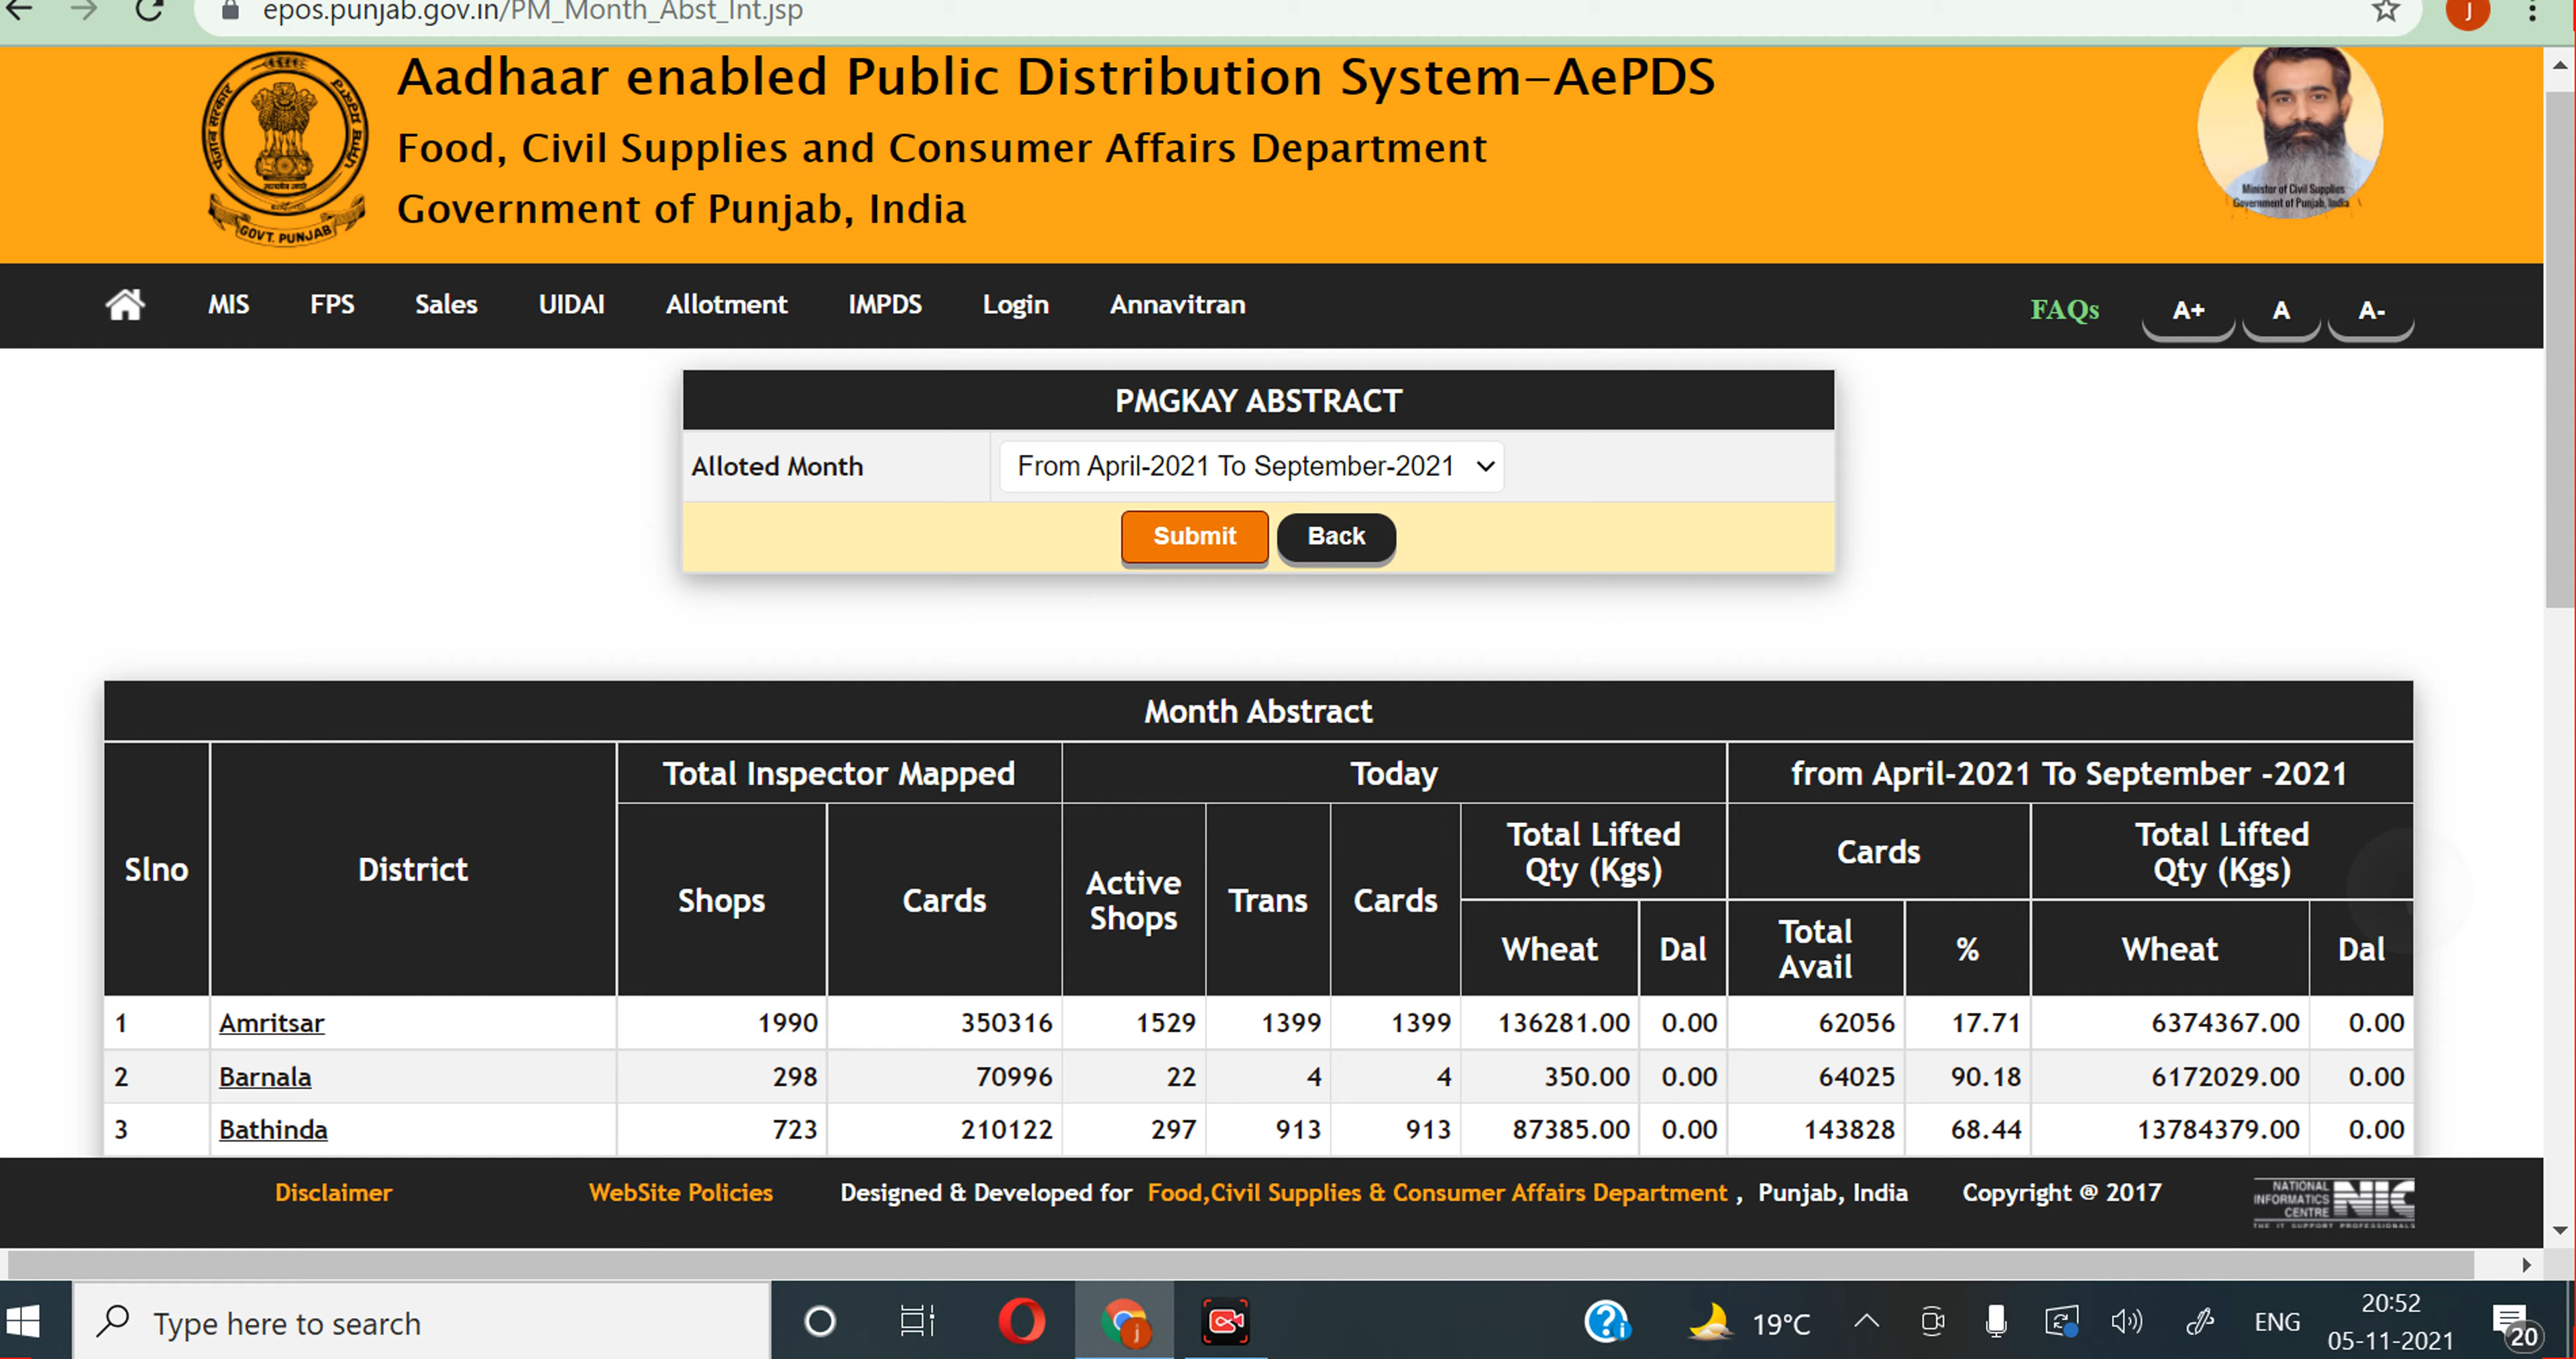 epos.punjab.gov.in/PM_Month_Abst_Int.jsp
J
Aadhaar enabled Public Distribution System-AePDS
Food, Civil Supplies and Consumer Affairs Department
Government of Punjab, India
GOVT. PUNJAB
Minister of Civil Supplies
Government of Punjab, India
MIS FPS Sales UIDAI Allotment IMPDS Login Annavitran FAQs A+ A A-
PMGKAY ABSTRACT
Alloted Month From April-2021 To September-2021
Submit Back
Month Abstract
Slno District Total Inspector Mapped Today from April-2021 To September -2021
Shops Cards Active Shops Trans Cards Total Lifted Qty (Kgs) Cards Total Lifted Qty (Kgs)
Wheat Dal Total Avail % Wheat Dal
1 Amritsar 1990 350316 1529 1399 1399 136281.00 0.00 62056 17.71 6374367.00 0.00
2 Barnala 298 70996 22 4 4 350.00 0.00 64025 90.18 6172029.00 0.00
3 Bathinda 723 210122 297 913 913 87385.00 0.00 143828 68.44 13784379.00 0.00
Disclaimer WebSite Policies Designed & Developed for Food,Civil Supplies & Consumer Affairs Department , Punjab, India Copyright @ 2017
NATIONAL INFORMATICS CENTRE NIC
THE IT SUPPORT PROFESSIONALS
Type here to search
j
19°C
ENG
20:52
05-11-2021
20